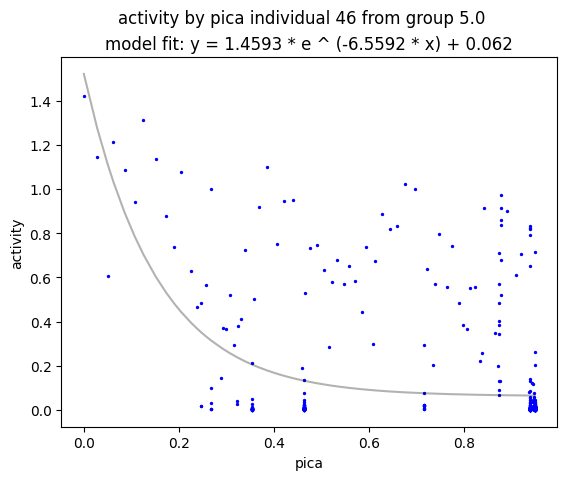 activity by pica individual 46 from group 5.0
model fit: y = 1.4593 * e ^ (-6.5592 * x) + 0.062
1.4
1.2
1.0
0.8
0.6
0.4
0.2
0.0
activity
0.0 0.2 0.4 0.6 0.8
pica